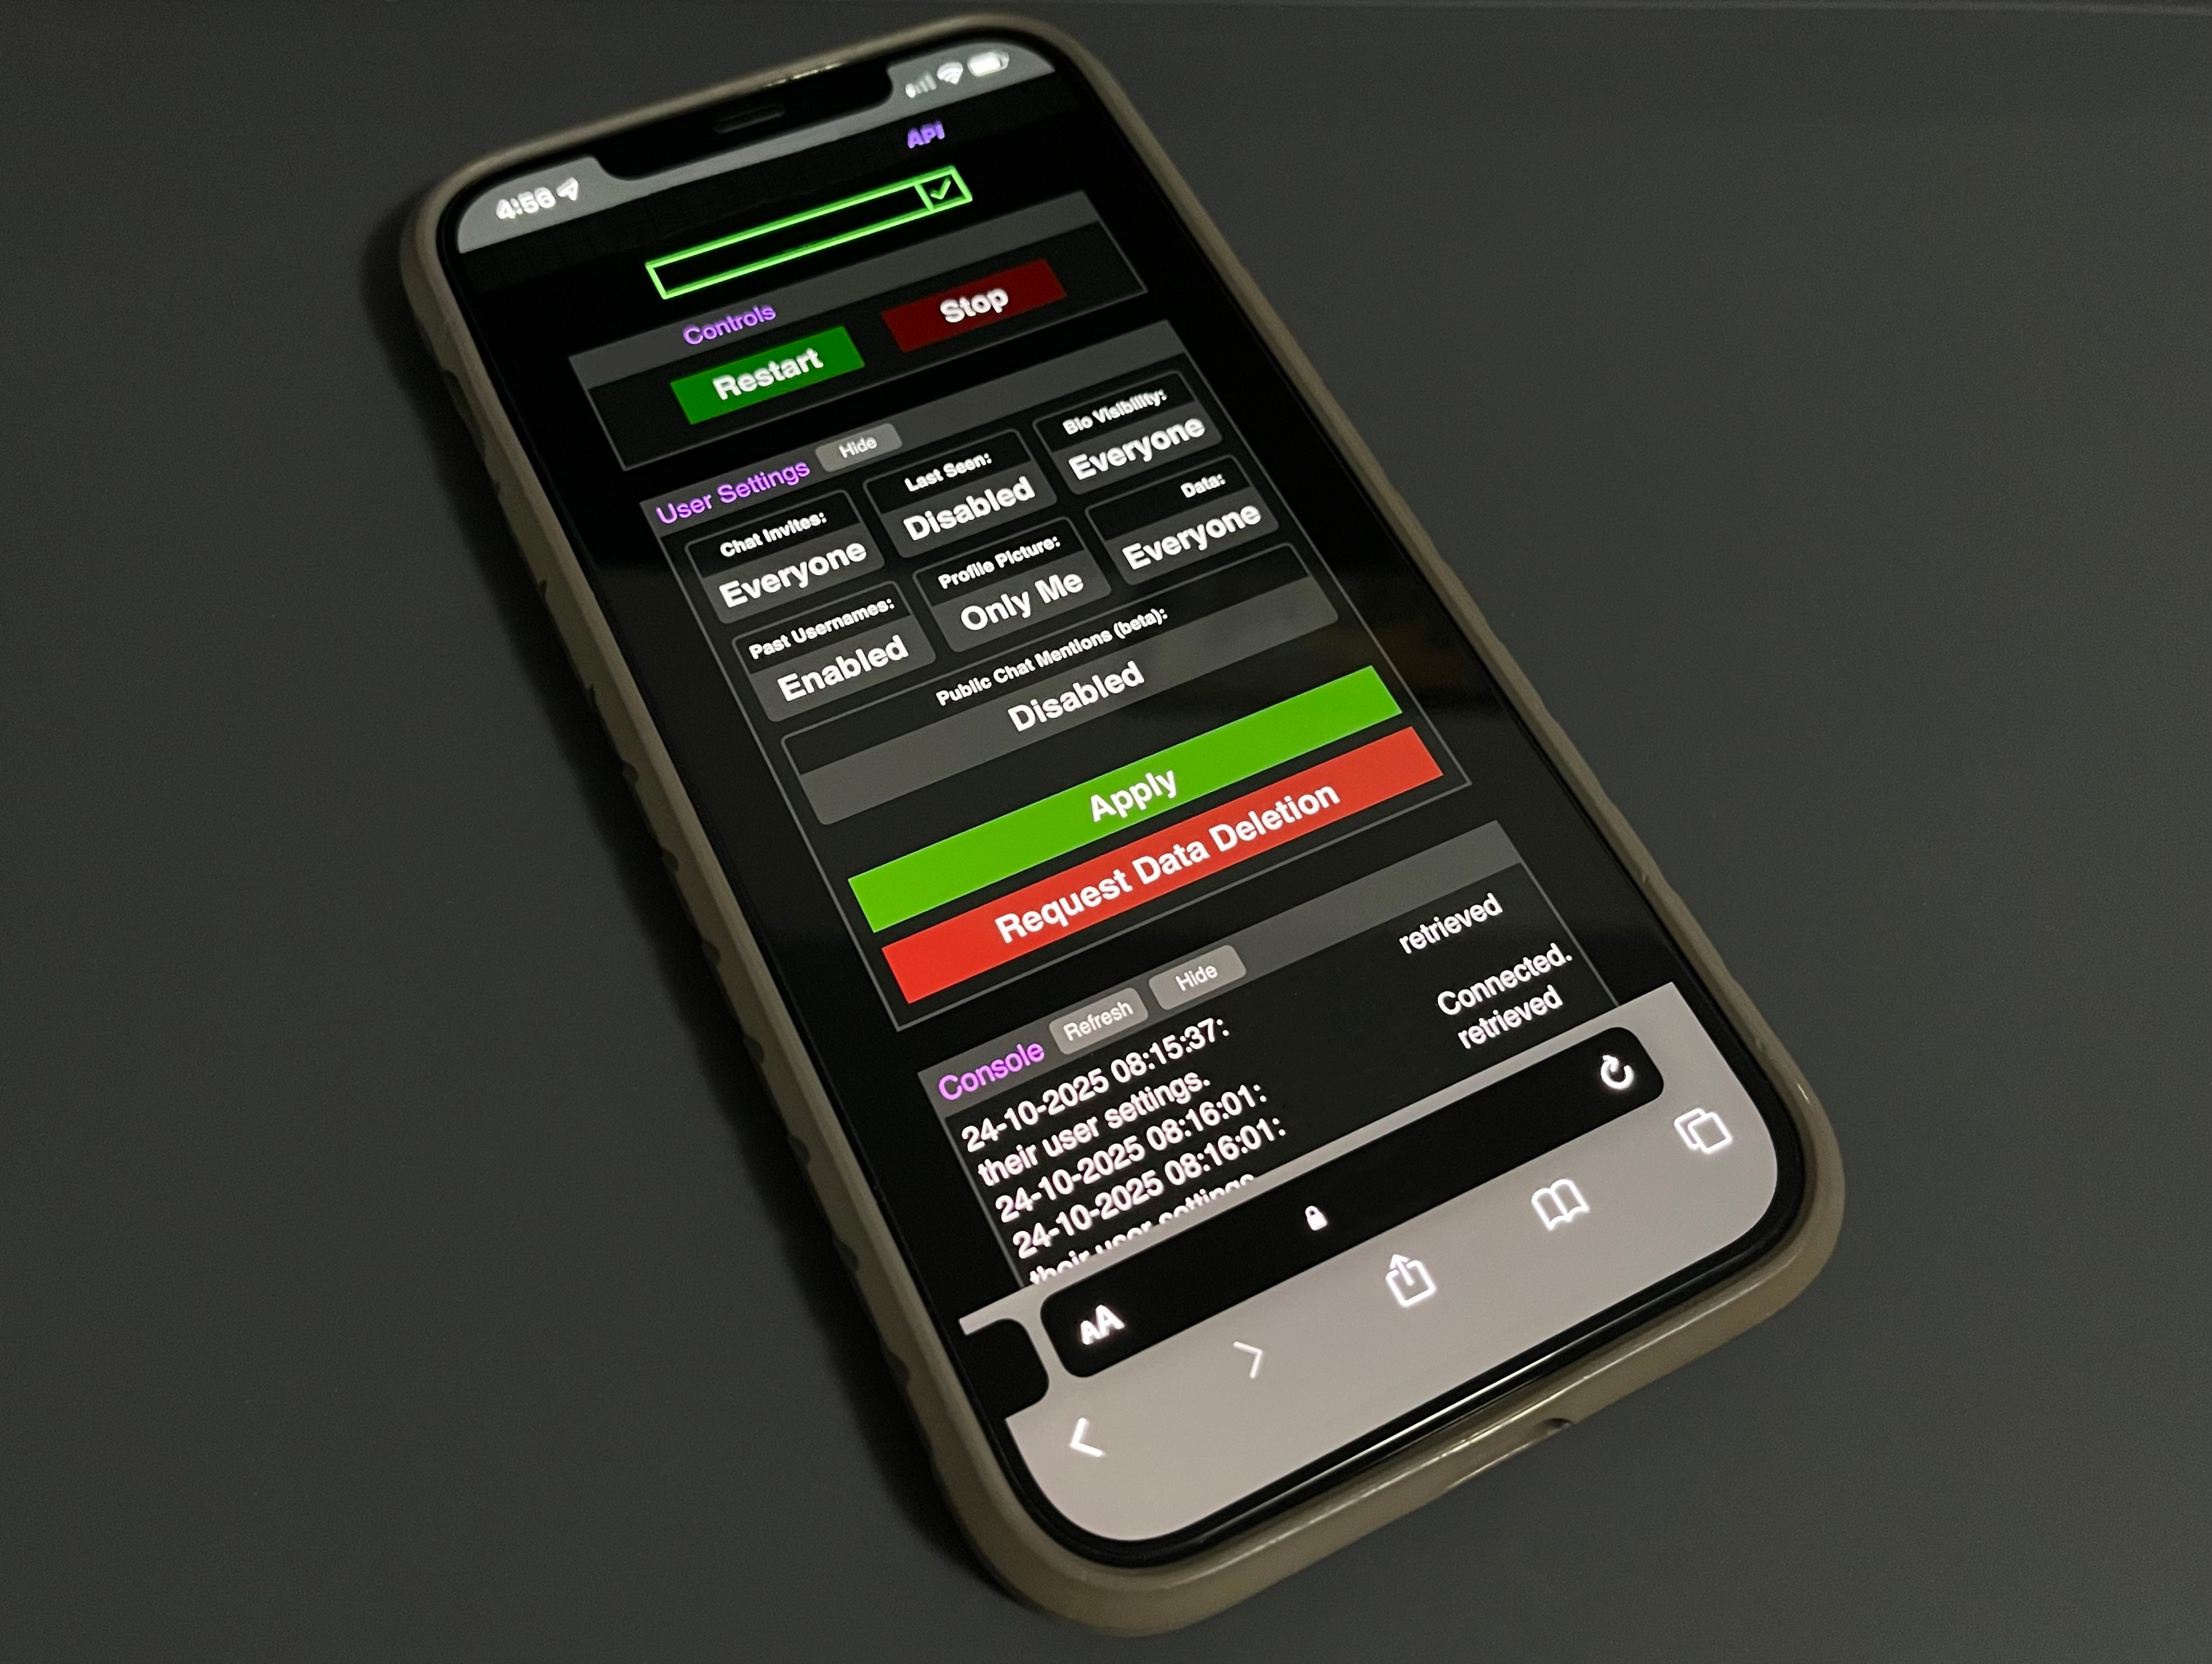 4:56
API
Controls
Restart Stop
User Settings Hide
Chat Invites: Last Seen: Bio Visibility:
Everyone Disabled Everyone
Past Usernames: Profile Picture: Data:
Enabled Only Me Everyone
Public Chat Mentions (beta):
Disabled
Apply
Request Data Deletion
Console Refresh Hide
24-10-2025 08:15:37: retrieved
their user settings.
24-10-2025 08:16:01: Connected.
24-10-2025 08:16:01: retrieved
their user settings
AA